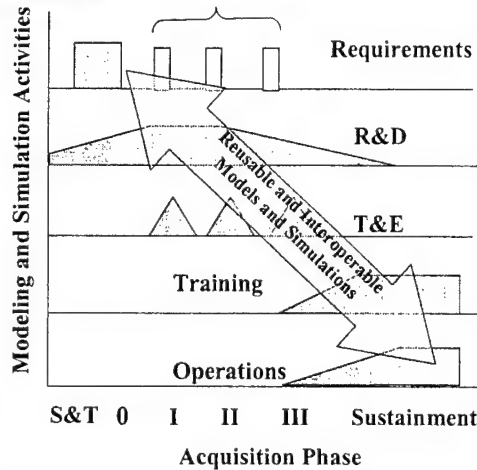 Modeling and Simulation Activities
Requirements
R&D
Reusable and Interoperable
Models and Simulations
T&E
Training
Operations
S&T 0 I II III Sustainment
Acquisition Phase